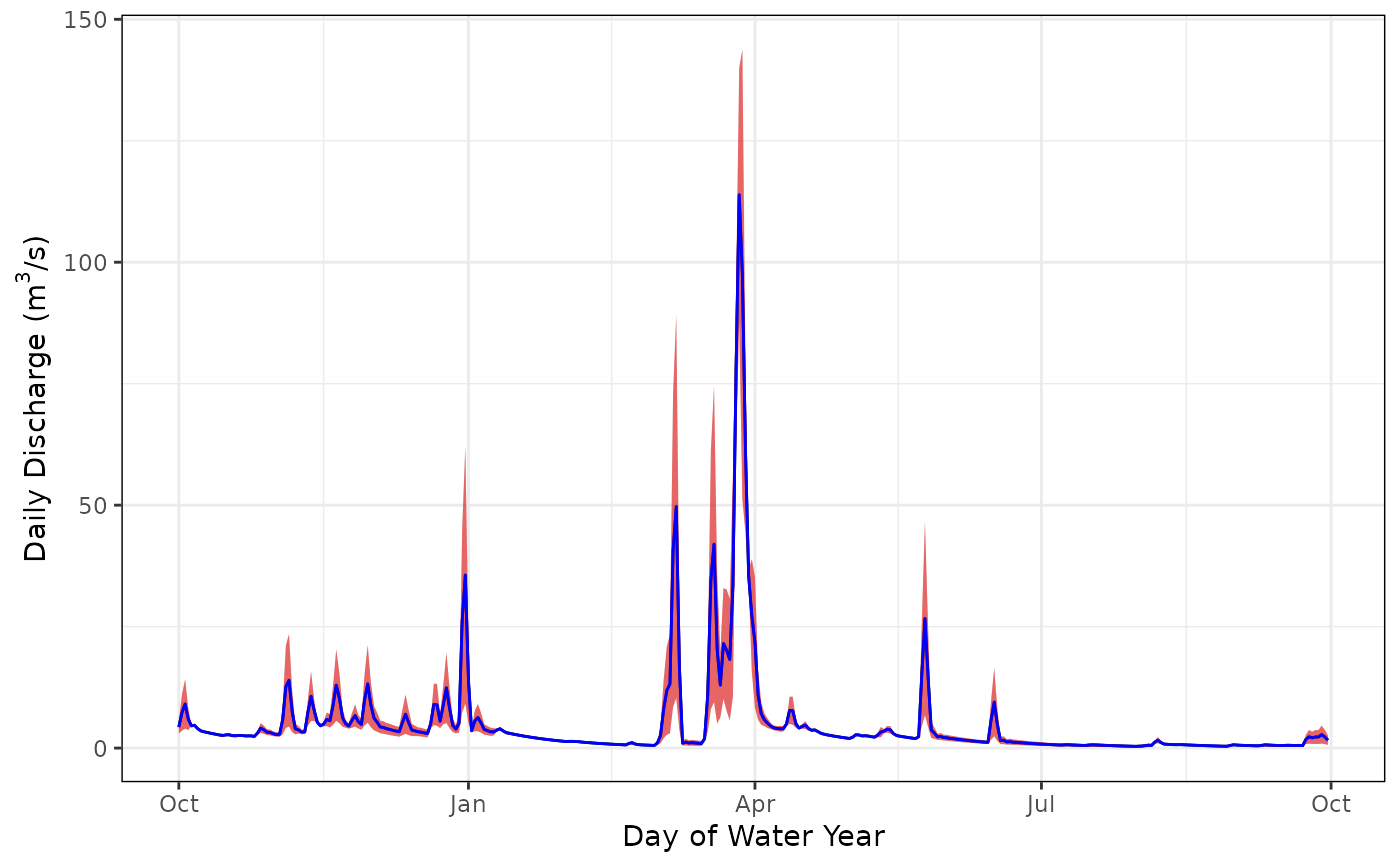 150
100
50
0
Daily Discharge (m³/s)
Oct Jan Apr Jul Oct
Day of Water Year